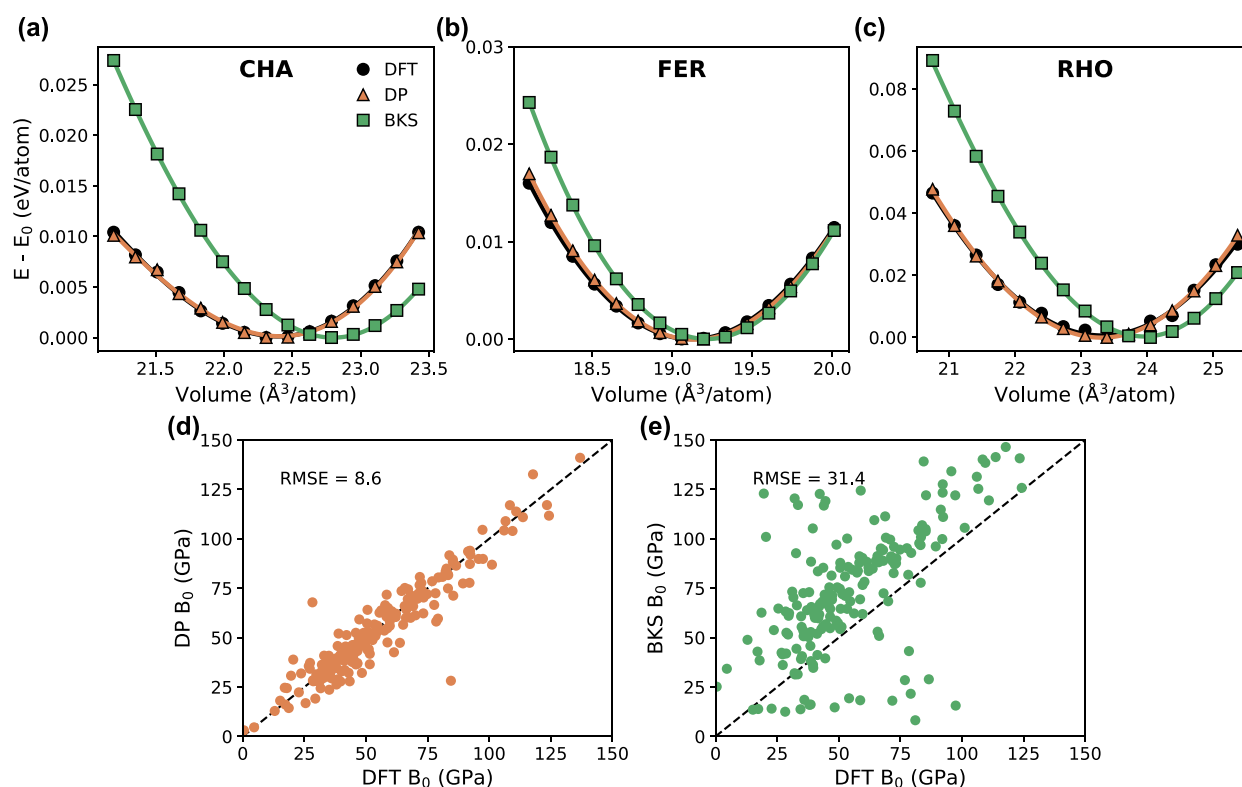 (a)
CHA
DFT
DP
BKS
E - E₀ (eV/atom)
0.025
0.020
0.015
0.010
0.005
0.000
21.5 22.0 22.5 23.0 23.5
Volume (Å³/atom)
(b)
FER
0.03
0.02
0.01
0.00
18.5 19.0 19.5 20.0
Volume (Å³/atom)
(c)
RHO
0.08
0.06
0.04
0.02
0.00
21 22 23 24 25
Volume (Å³/atom)
(d)
RMSE = 8.6
DP B₀ (GPa)
150
125
100
75
50
25
0
0 25 50 75 100 125 150
DFT B₀ (GPa)
(e)
RMSE = 31.4
BKS B₀ (GPa)
150
125
100
75
50
25
0
0 25 50 75 100 125 150
DFT B₀ (GPa)